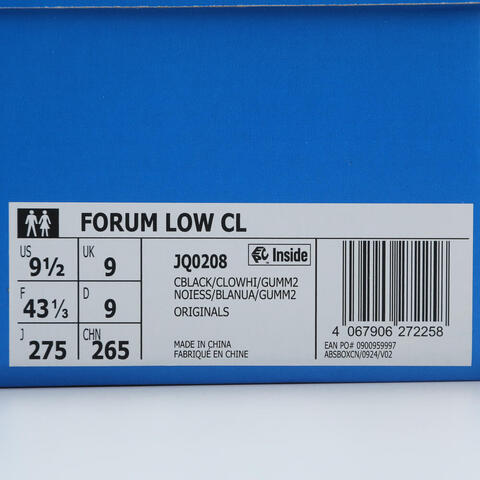 FORUM LOW CL
US 9½ UK 9
F 43⅓ D 9
J 275 CHN 265
JQ0208 Inside
CBLACK/CLOWHI/GUMM2
NOIESS/BLANUA/GUMM2
ORIGINALS
MADE IN CHINA
FABRIQUÉ EN CHINE
4 067906 272258
EAN PO# 0900959997
ABSBOXCN/0924/V02